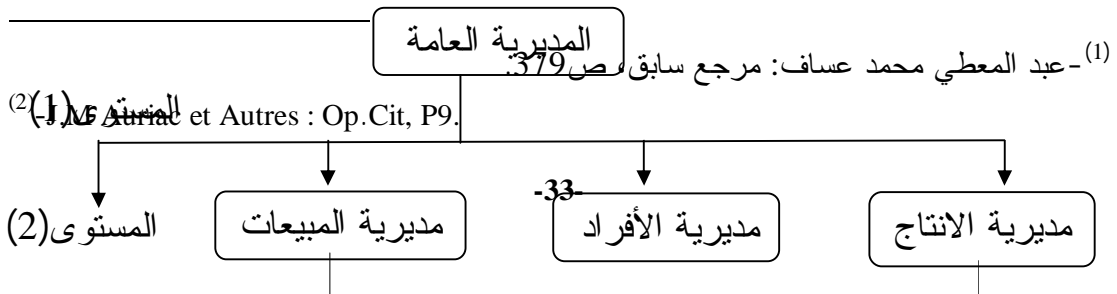 المديرية العامة
(1)-عبد المعطي محمد عساف: مرجع سابق، ص379.
المستوى(1)
(2)-J.M Auriac et Autres : Op.Cit, P9.
-33-
مديرية الانتاج
مديرية الأفراد
مديرية المبيعات
المستوى(2)